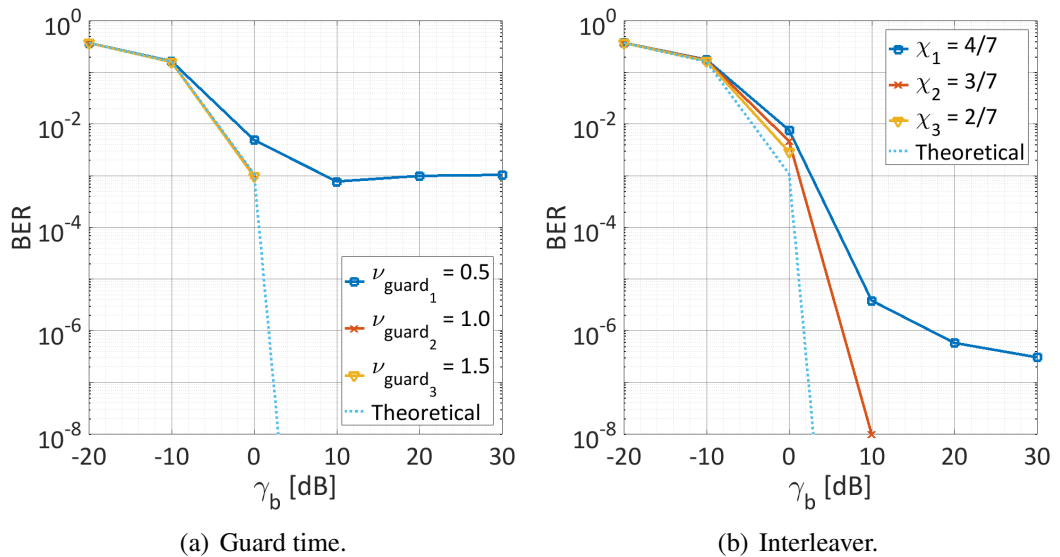 10^0
10^-2
10^-4
10^-6
10^-8
BER
-20 -10 0 10 20 30
γ_b [dB]
ν_guard_1 = 0.5
ν_guard_2 = 1.0
ν_guard_3 = 1.5
Theoretical
(a) Guard time.
10^0
10^-2
10^-4
10^-6
10^-8
BER
-20 -10 0 10 20 30
γ_b [dB]
χ_1 = 4/7
χ_2 = 3/7
χ_3 = 2/7
Theoretical
(b) Interleaver.